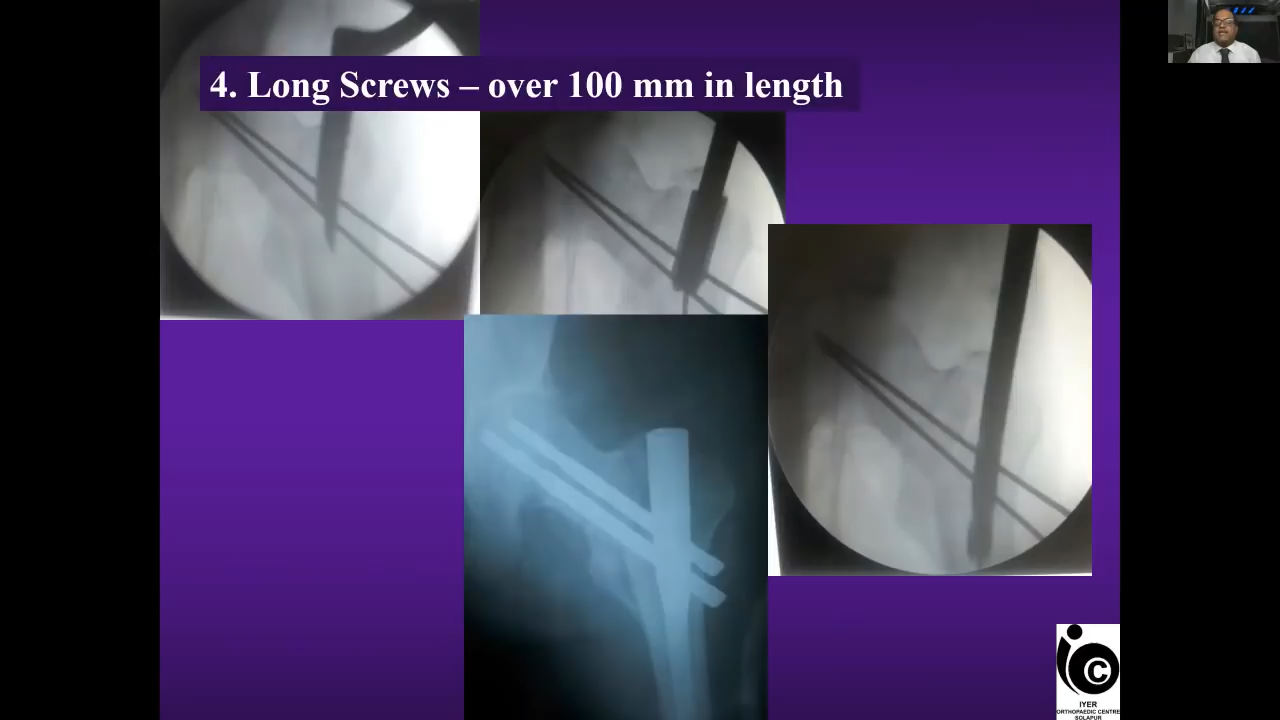 4. Long Screws – over 100 mm in length
IYER
ORTHOPAEDIC CENTRE
SOLAPUR